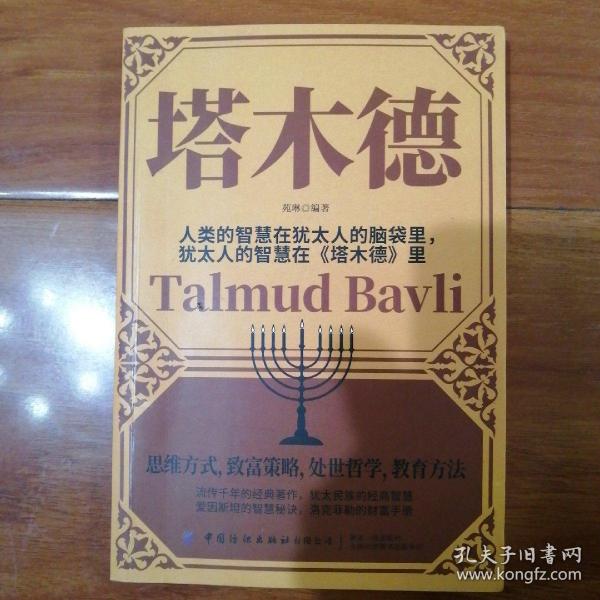 塔木德
苑琳◎编著
人类的智慧在犹太人的脑袋里，
犹太人的智慧在《塔木德》里
Talmud Bavli
思维方式，致富策略，处世哲学，教育方法
流传千年的经典著作，犹太民族的经商智慧
爱因斯坦的智慧秘诀，洛克菲勒的财富手册
中国纺织出版社有限公司
孔夫子旧书网
www.kongfz.com